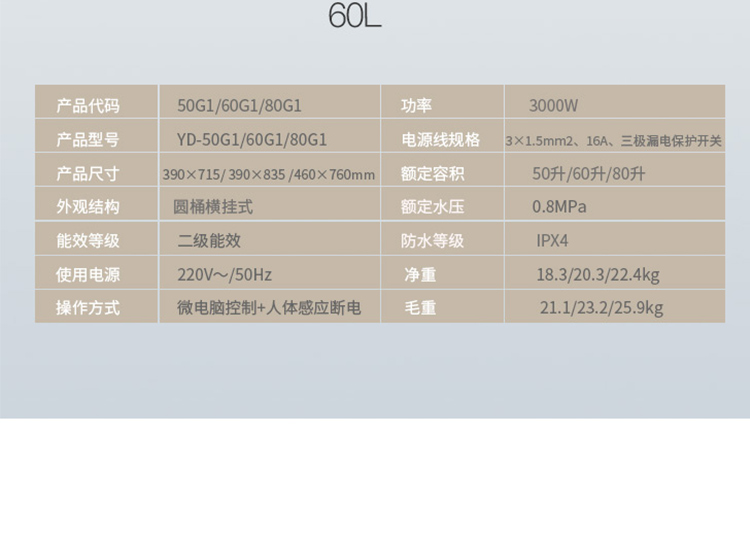 60L
产品代码 50G1/60G1/80G1 功率 3000W
产品型号 YD-50G1/60G1/80G1 电源线规格 3×1.5mm2、16A、三极漏电保护开关
产品尺寸 390×715/ 390×835 /460×760mm 额定容积 50升/60升/80升
外观结构 圆桶横挂式 额定水压 0.8MPa
能效等级 二级能效 防水等级 IPX4
使用电源 220V～/50Hz 净重 18.3/20.3/22.4kg
操作方式 微电脑控制+人体感应断电 毛重 21.1/23.2/25.9kg